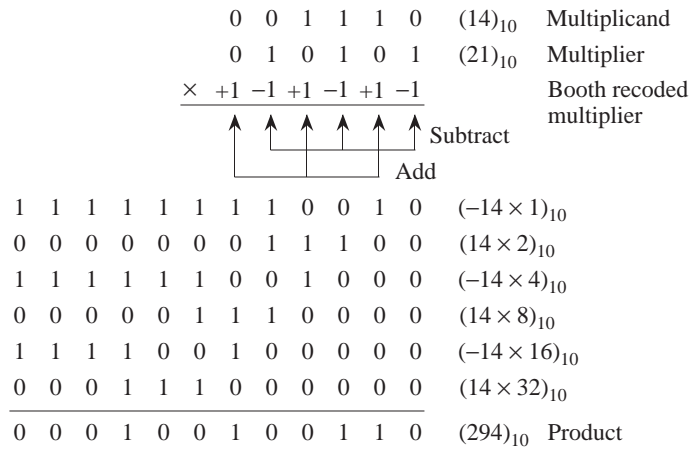 0 0 1 1 1 0 (14)10 Multiplicand
0 1 0 1 0 1 (21)10 Multiplier
× +1 −1 +1 −1 +1 −1 Booth recoded
multiplier
Subtract
Add
1 1 1 1 1 1 1 1 0 0 1 0 (−14 × 1)10
0 0 0 0 0 0 0 1 1 1 0 0 (14 × 2)10
1 1 1 1 1 1 0 0 1 0 0 0 (−14 × 4)10
0 0 0 0 0 1 1 1 0 0 0 0 (14 × 8)10
1 1 1 1 0 0 1 0 0 0 0 0 (−14 × 16)10
0 0 0 1 1 1 0 0 0 0 0 0 (14 × 32)10
0 0 0 1 0 0 1 0 0 1 1 0 (294)10 Product